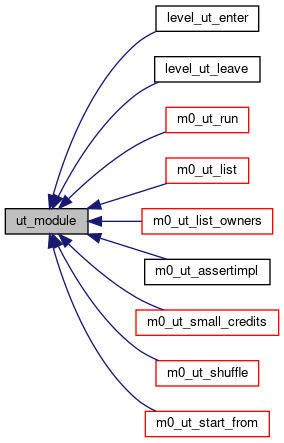 level_ut_enter
level_ut_leave
m0_ut_run
m0_ut_list
ut_module
m0_ut_list_owners
m0_ut_assertimpl
m0_ut_small_credits
m0_ut_shuffle
m0_ut_start_from